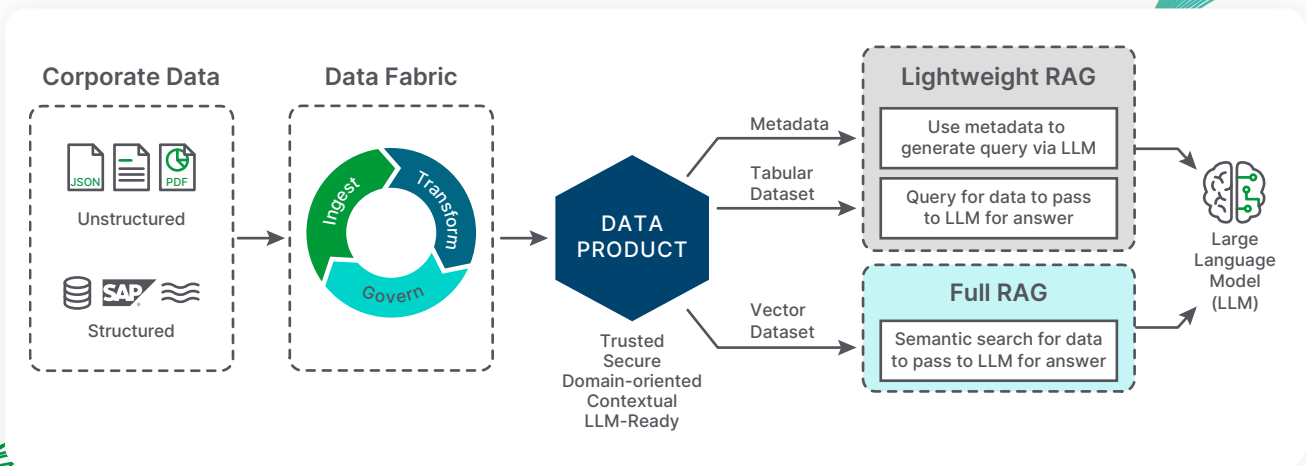 Corporate Data
JSON
PDF
Unstructured
SAP
Structured
Data Fabric
Ingest
Transform
Govern
DATA
PRODUCT
Trusted
Secure
Domain-oriented
Contextual
LLM-Ready
Metadata
Tabular
Dataset
Vector
Dataset
Lightweight RAG
Use metadata to
generate query via LLM
Query for data to pass
to LLM for answer
Full RAG
Semantic search for data
to pass to LLM for answer
Large
Language
Model
(LLM)